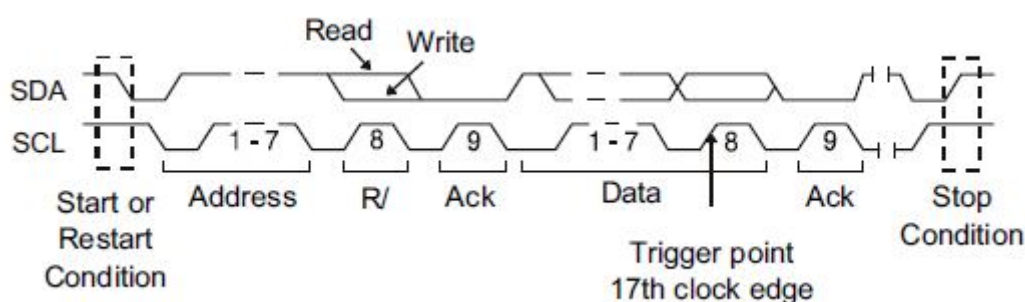 Read
Write
SDA
SCL
1 - 7
8
9
1 - 7
8
9
Address
R/
Ack
Data
Ack
Start or
Restart
Condition
Stop
Condition
Trigger point
17th clock edge